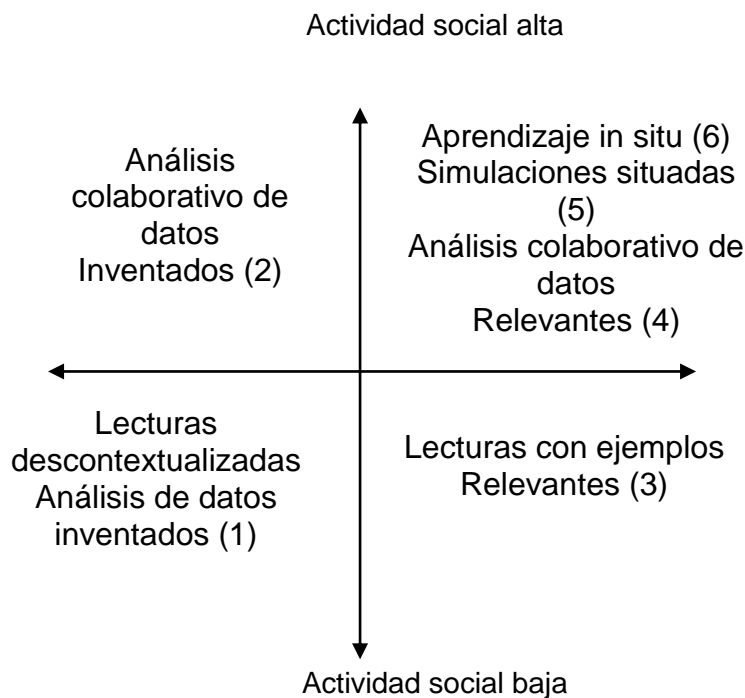 Actividad social alta
Análisis
colaborativo de
datos
Inventados (2)
Aprendizaje in situ (6)
Simulaciones situadas
(5)
Análisis colaborativo de
datos
Relevantes (4)
Lecturas
descontextualizadas
Análisis de datos
inventados (1)
Lecturas con ejemplos
Relevantes (3)
Actividad social baja